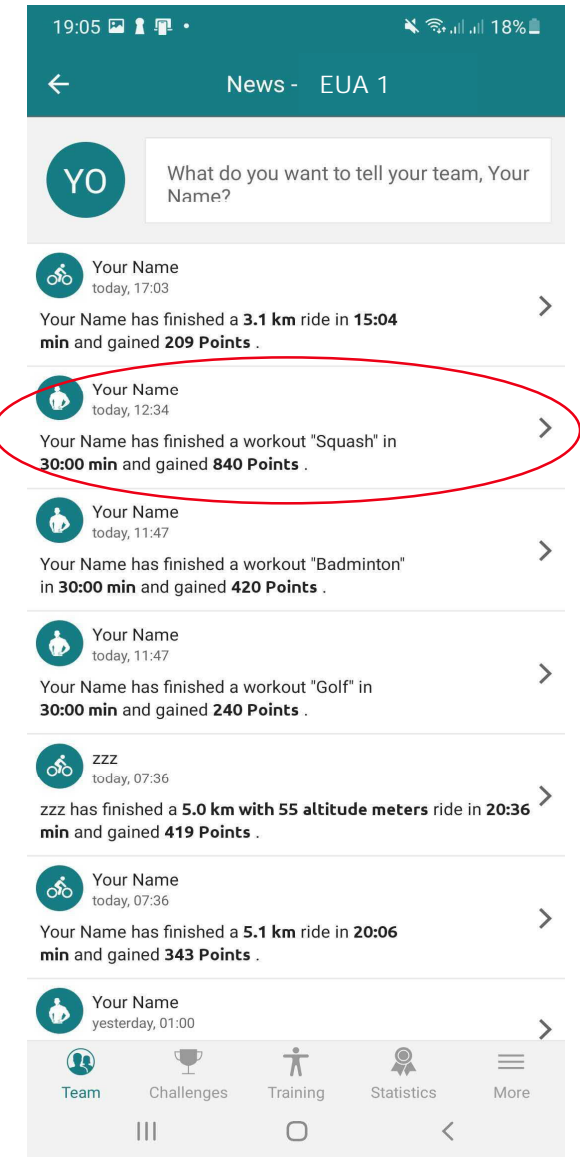 19:05
18%
News - EUA 1
YO
What do you want to tell your team, Your
Name?
Your Name
today, 17:03
Your Name has finished a 3.1 km ride in 15:04
min and gained 209 Points .
Your Name
today, 12:34
Your Name has finished a workout "Squash" in
30:00 min and gained 840 Points .
Your Name
today, 11:47
Your Name has finished a workout "Badminton"
in 30:00 min and gained 420 Points .
Your Name
today, 11:47
Your Name has finished a workout "Golf" in
30:00 min and gained 240 Points .
zzz
today, 07:36
zzz has finished a 5.0 km with 55 altitude meters ride in 20:36
min and gained 419 Points .
Your Name
today, 07:36
Your Name has finished a 5.1 km ride in 20:06
min and gained 343 Points .
Your Name
yesterday, 01:00
Team Challenges Training Statistics More